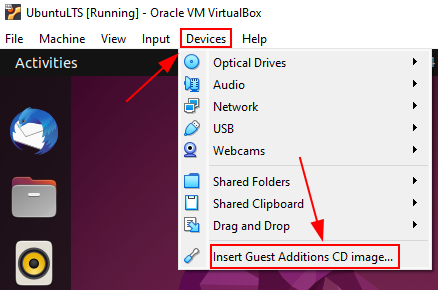 UbuntuLTS [Running] - Oracle VM VirtualBox
File Machine View Input Devices Help
Activities
Optical Drives
Audio
Network
USB
Webcams
Shared Folders
Shared Clipboard
Drag and Drop
Insert Guest Additions CD image...